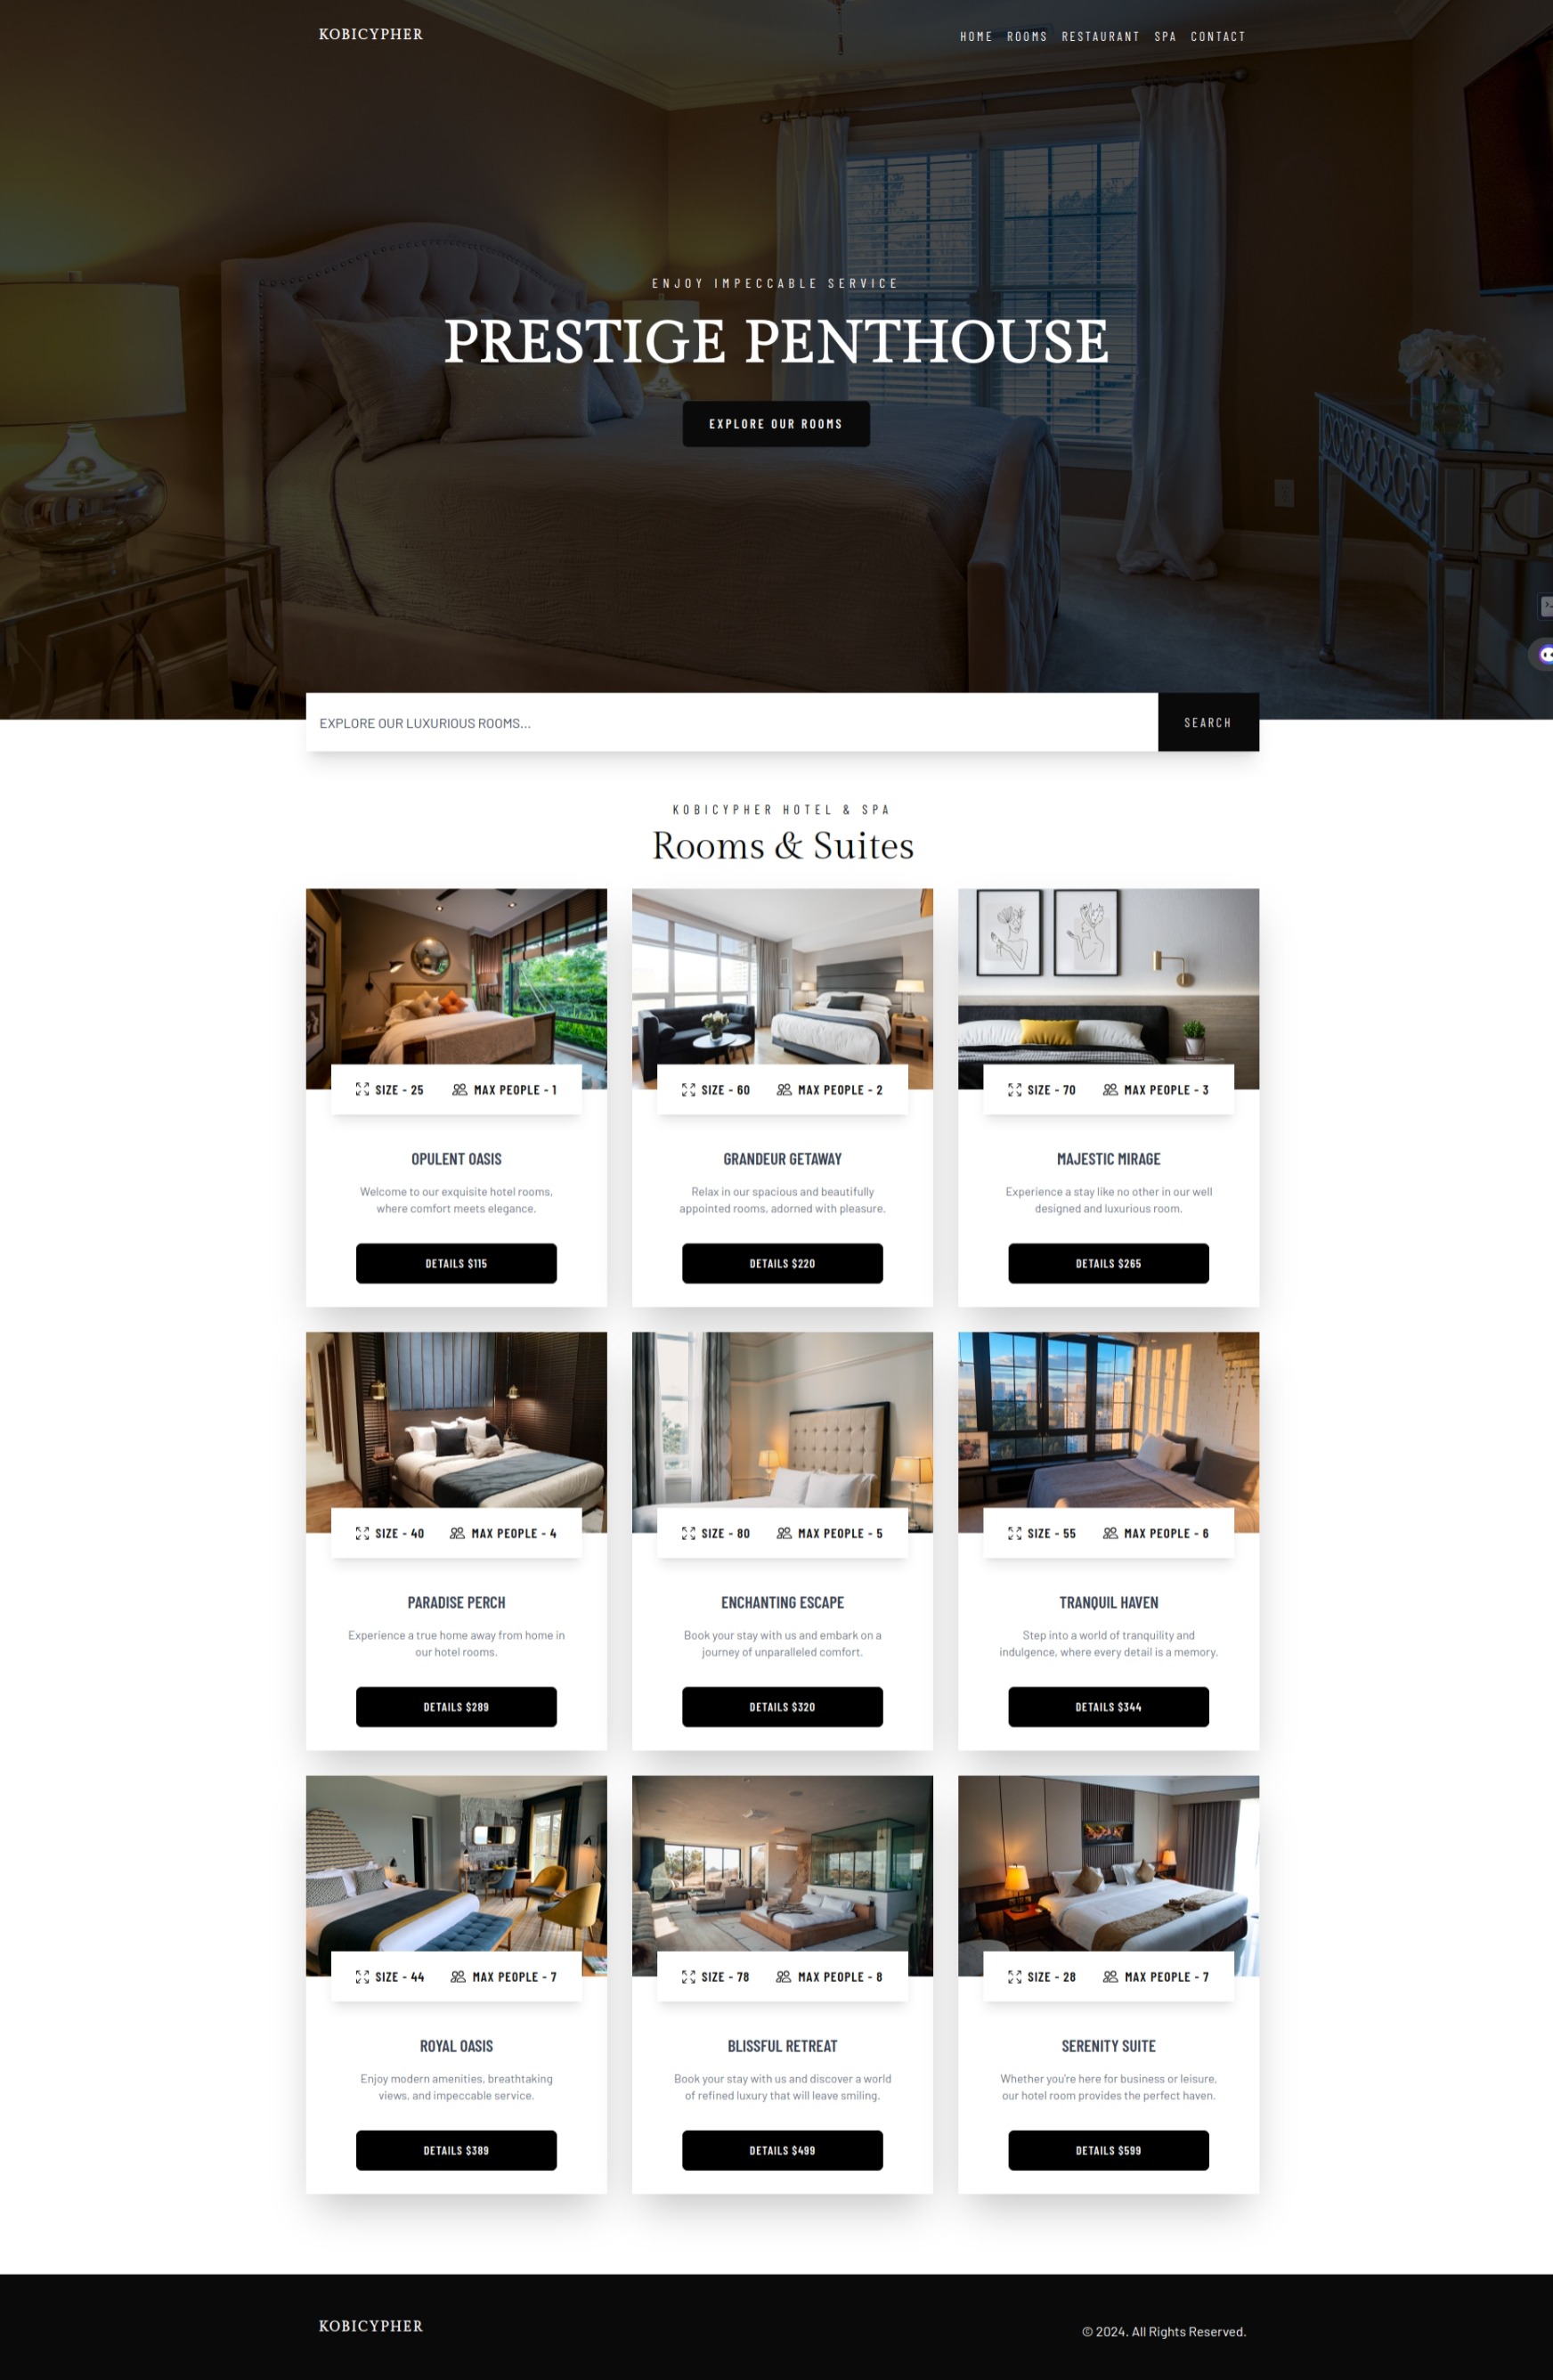 KOBICYPHER
HOME ROOMS RESTAURANT SPA CONTACT
ENJOY IMPECCABLE SERVICE
PRESTIGE PENTHOUSE
EXPLORE OUR ROOMS
EXPLORE OUR LUXURIOUS ROOMS...
SEARCH
KOBICYPHER HOTEL & SPA
Rooms & Suites
SIZE - 25 MAX PEOPLE - 1
OPULENT OASIS
Welcome to our exquisite hotel rooms,
where comfort meets elegance.
DETAILS $115
SIZE - 60 MAX PEOPLE - 2
GRANDEUR GETAWAY
Relax in our spacious and beautifully
appointed rooms, adorned with pleasure.
DETAILS $220
SIZE - 70 MAX PEOPLE - 3
MAJESTIC MIRAGE
Experience a stay like no other in our well
designed and luxurious room.
DETAILS $265
SIZE - 40 MAX PEOPLE - 4
PARADISE PERCH
Experience a true home away from home in
our hotel rooms.
DETAILS $289
SIZE - 80 MAX PEOPLE - 5
ENCHANTING ESCAPE
Book your stay with us and embark on a
journey of unparalleled comfort.
DETAILS $320
SIZE - 55 MAX PEOPLE - 6
TRANQUIL HAVEN
Step into a world of tranquility and
indulgence, where every detail is a memory.
DETAILS $344
SIZE - 44 MAX PEOPLE - 7
ROYAL OASIS
Enjoy modern amenities, breathtaking
views, and impeccable service.
DETAILS $389
SIZE - 78 MAX PEOPLE - 8
BLISSFUL RETREAT
Book your stay with us and discover a world
of refined luxury that will leave smiling.
DETAILS $499
SIZE - 28 MAX PEOPLE - 7
SERENITY SUITE
Whether you're here for business or leisure,
our hotel room provides the perfect haven.
DETAILS $599
KOBICYPHER
© 2024. All Rights Reserved.